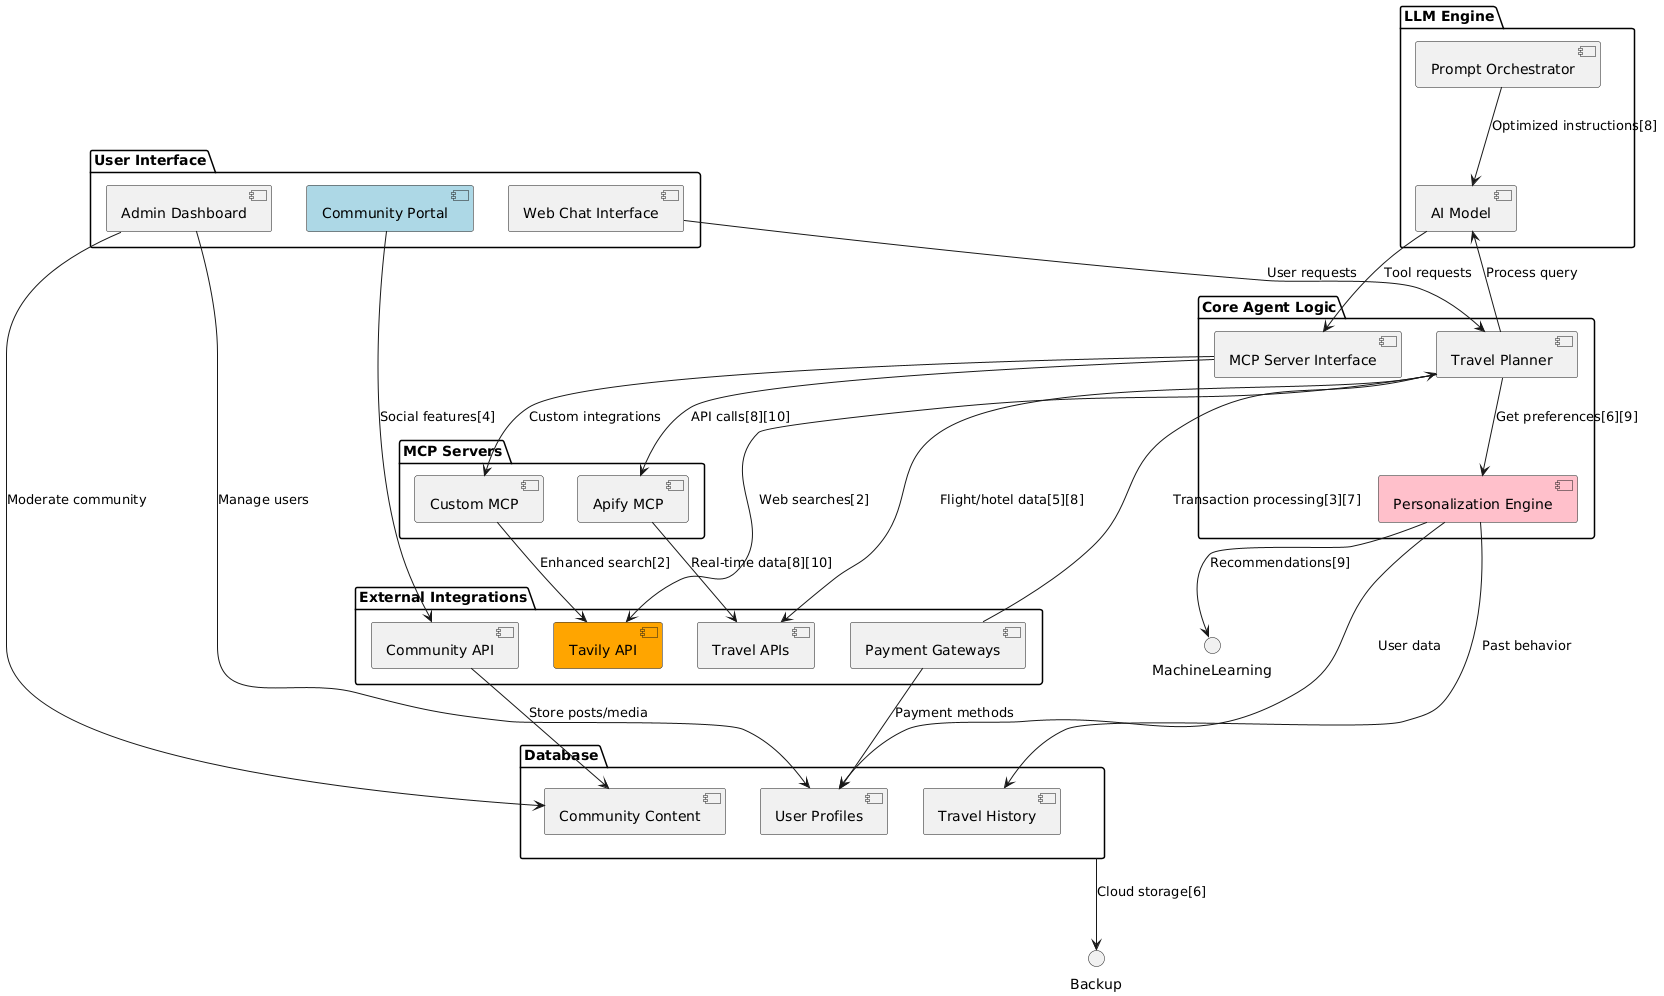 LLM Engine
Prompt Orchestrator
Optimized instructions[8]
User Interface
Admin Dashboard
Community Portal
Web Chat Interface
AI Model
User requests
Tool requests
Process query
Core Agent Logic
MCP Server Interface
Travel Planner
Social features[4]
Custom integrations
API calls[8][10]
Get preferences[6][9]
MCP Servers
Custom MCP
Apify MCP
Moderate community
Manage users
Web searches[2]
Flight/hotel data[5][8]
Transaction processing[3][7]
Personalization Engine
Enhanced search[2]
Real-time data[8][10]
Recommendations[9]
External Integrations
Community API
Tavily API
Travel APIs
Payment Gateways
User data
Past behavior
MachineLearning
Store posts/media
Payment methods
Database
Community Content
User Profiles
Travel History
Cloud storage[6]
Backup